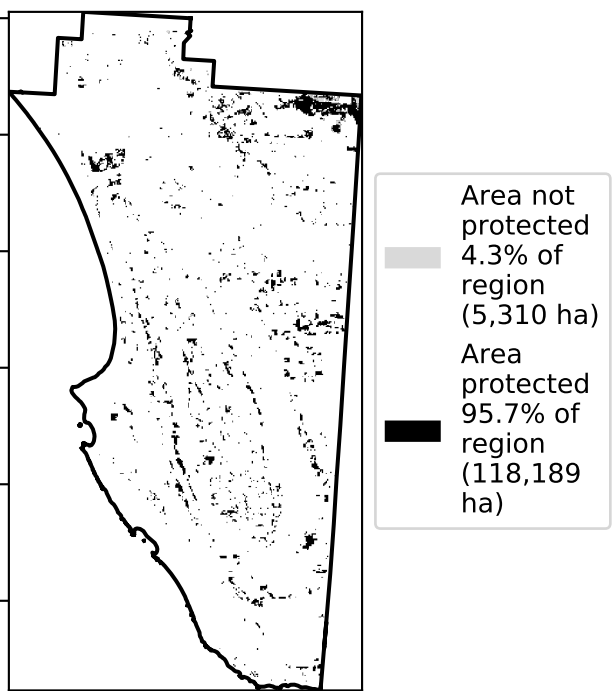 Area not
protected
4.3% of
region
(5,310 ha)
Area
protected
95.7% of
region
(118,189
ha)